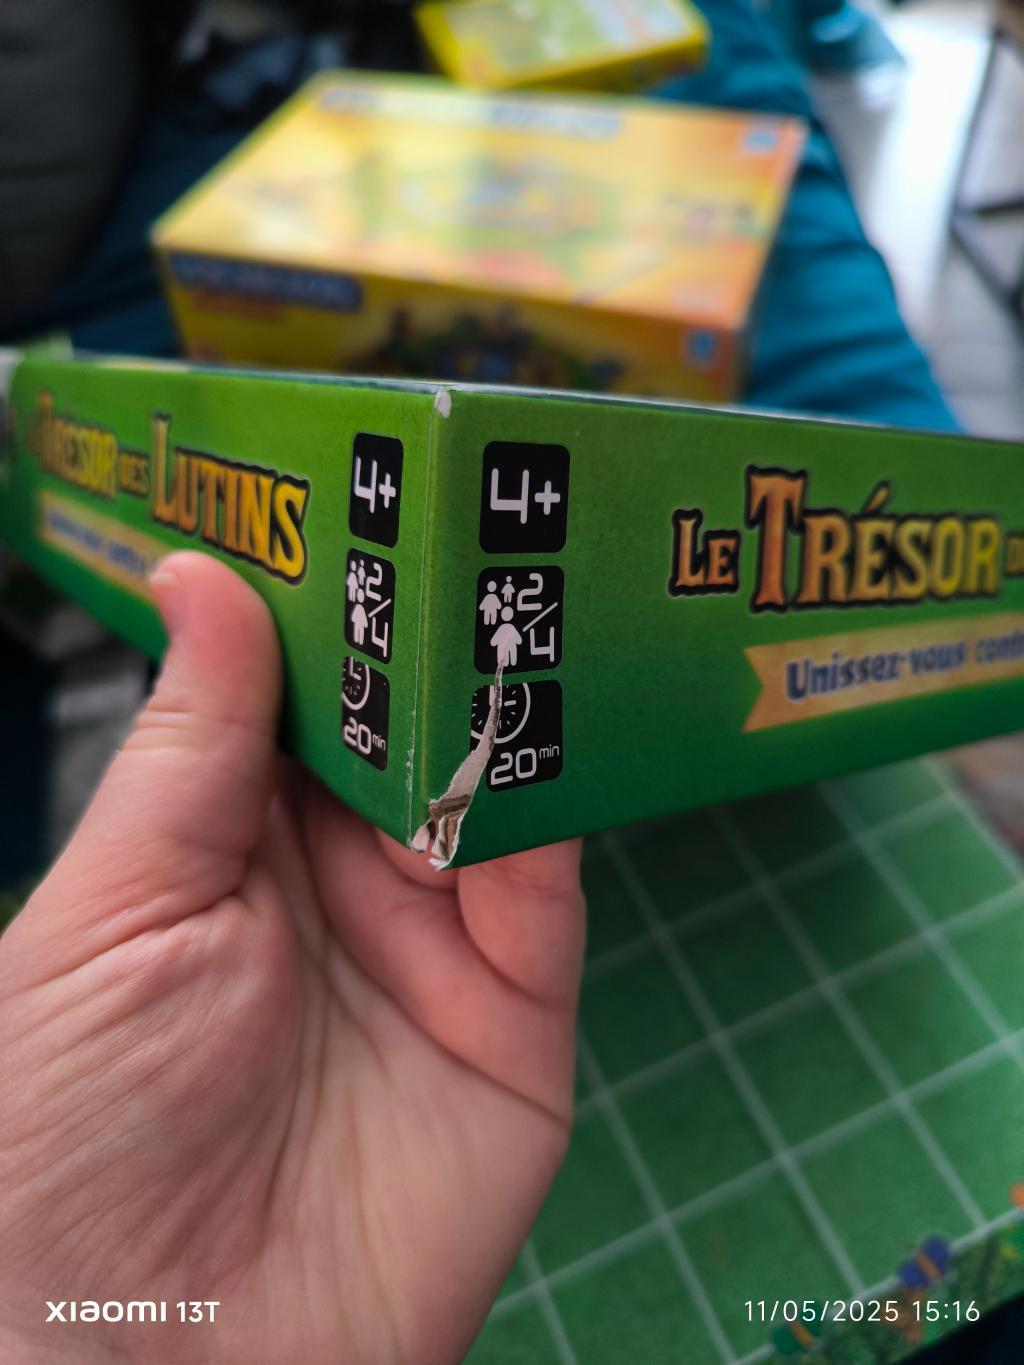 TRÉSOR DES LUTINS
4+
2/4
20 min
4+
2/4
20 min
LE TRÉSOR
Unissez-vous cont
XIAOMI 13T
11/05/2025 15:16